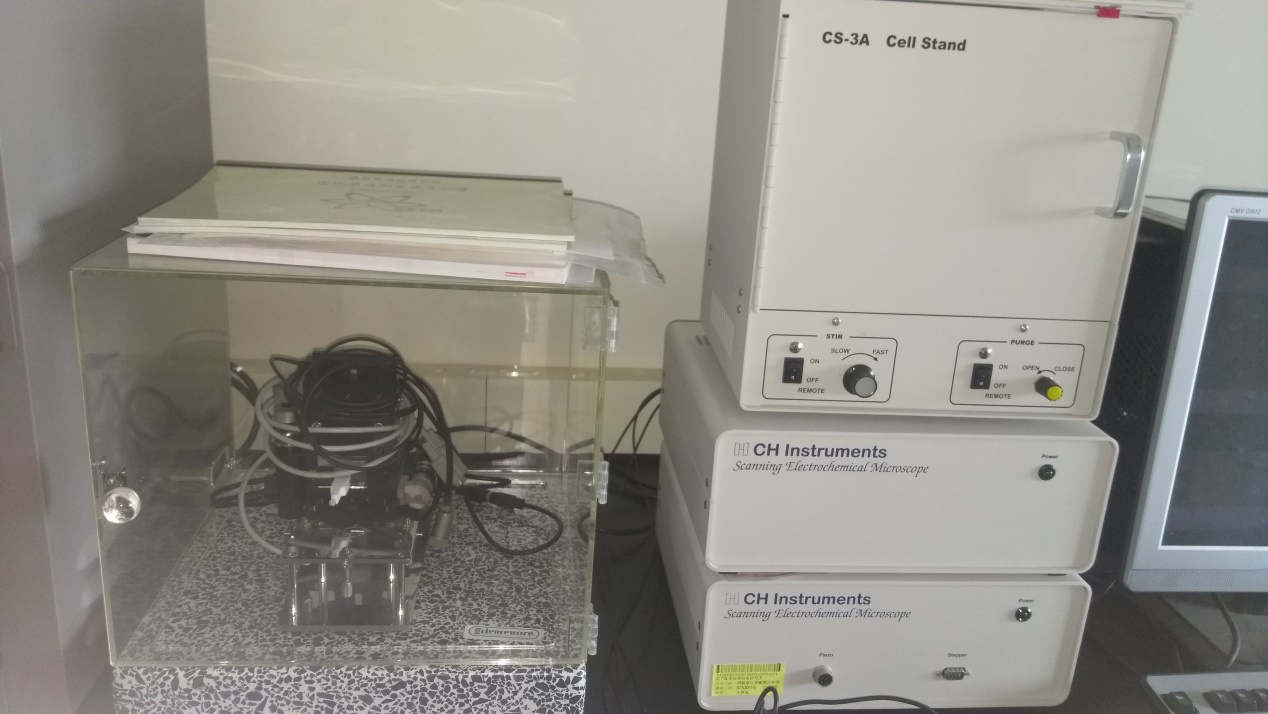 CS-3A Cell Stand
STIR
ON
OFF
REMOTE
SLOW
FAST
PURGE
ON
OFF
REMOTE
OPEN
CLOSE
CH Instruments
Scanning Electrochemical Microscope
Power
CH Instruments
Scanning Electrochemical Microscope
Power
Piezo
Stepper
Scienceware